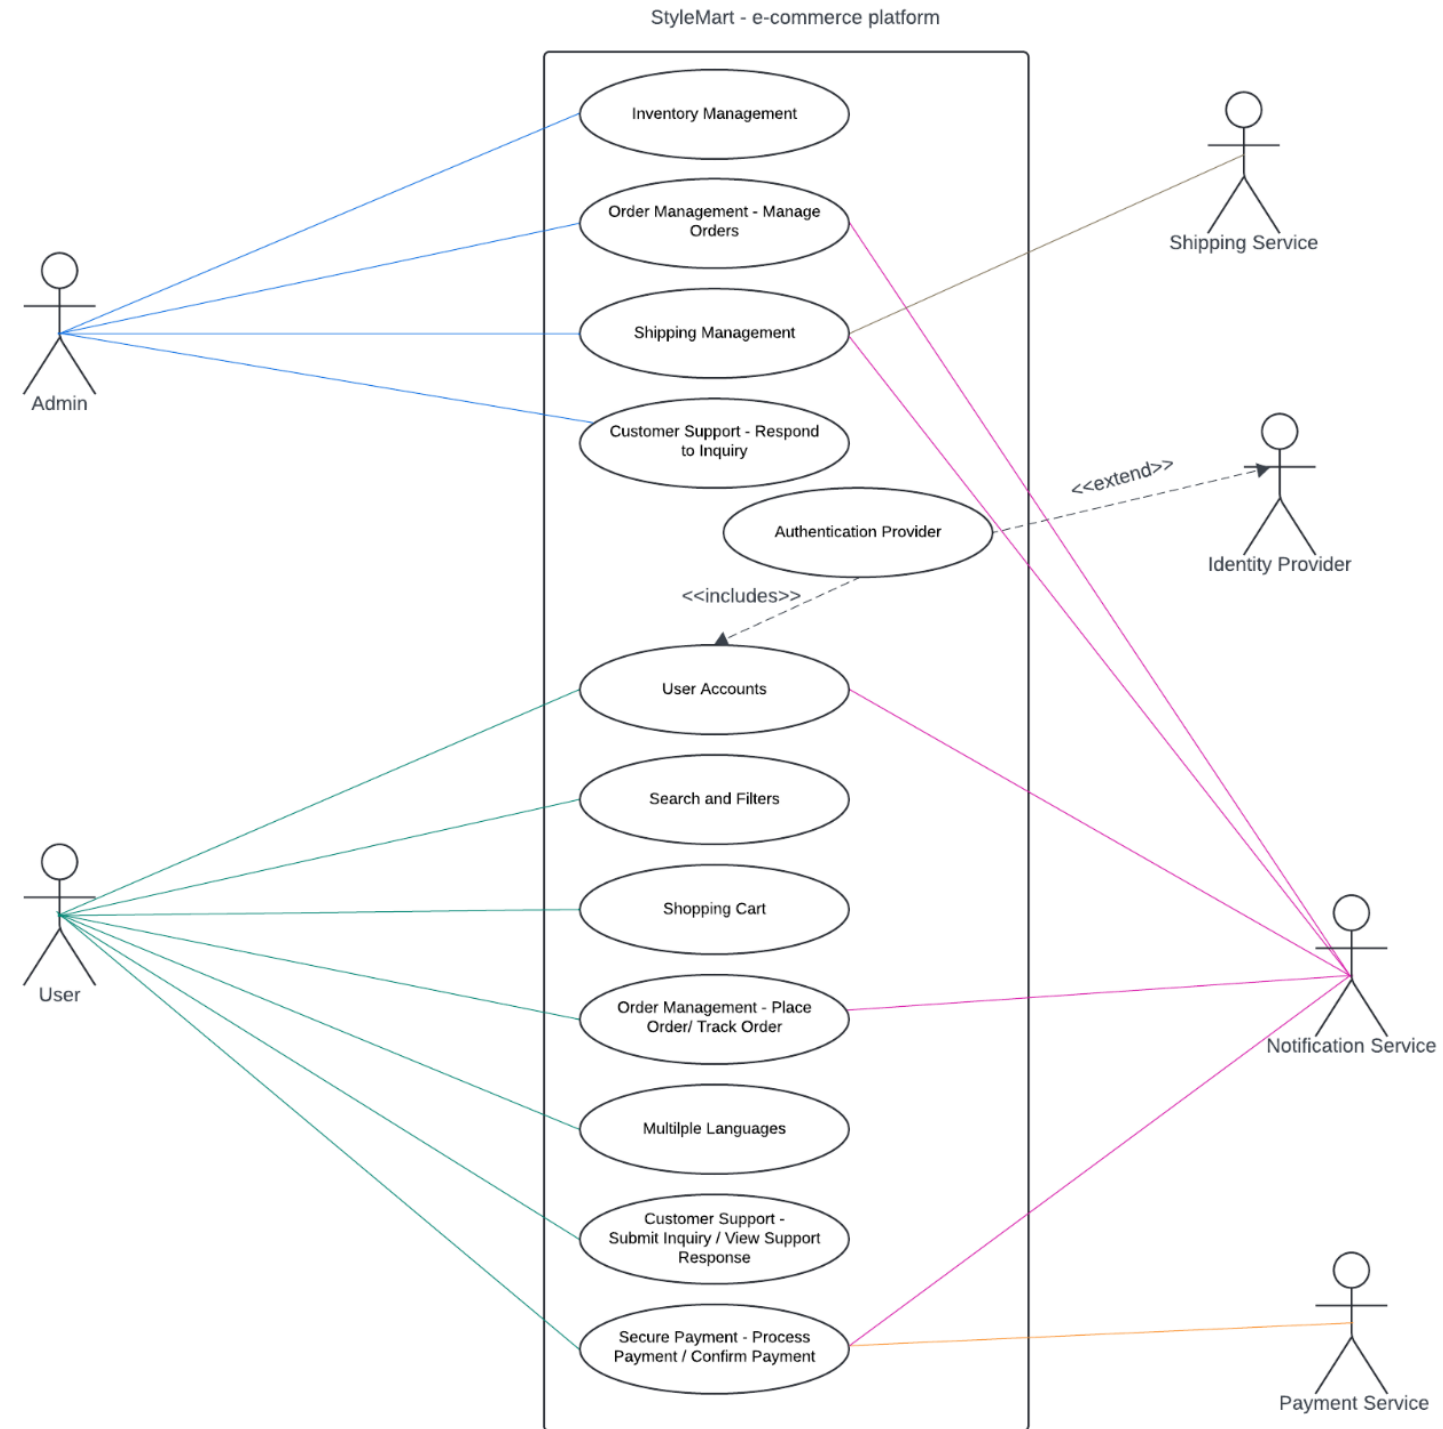 StyleMart - e-commerce platform
Inventory Management
Order Management - Manage
Orders
Shipping Service
Shipping Management
Admin
Customer Support - Respond
to Inquiry
<<extend>>
Authentication Provider
Identity Provider
<<includes>>
User Accounts
Search and Filters
Shopping Cart
User
Order Management - Place
Order/ Track Order
Notification Service
Multilple Languages
Customer Support -
Submit Inquiry / View Support
Response
Secure Payment - Process
Payment / Confirm Payment
Payment Service